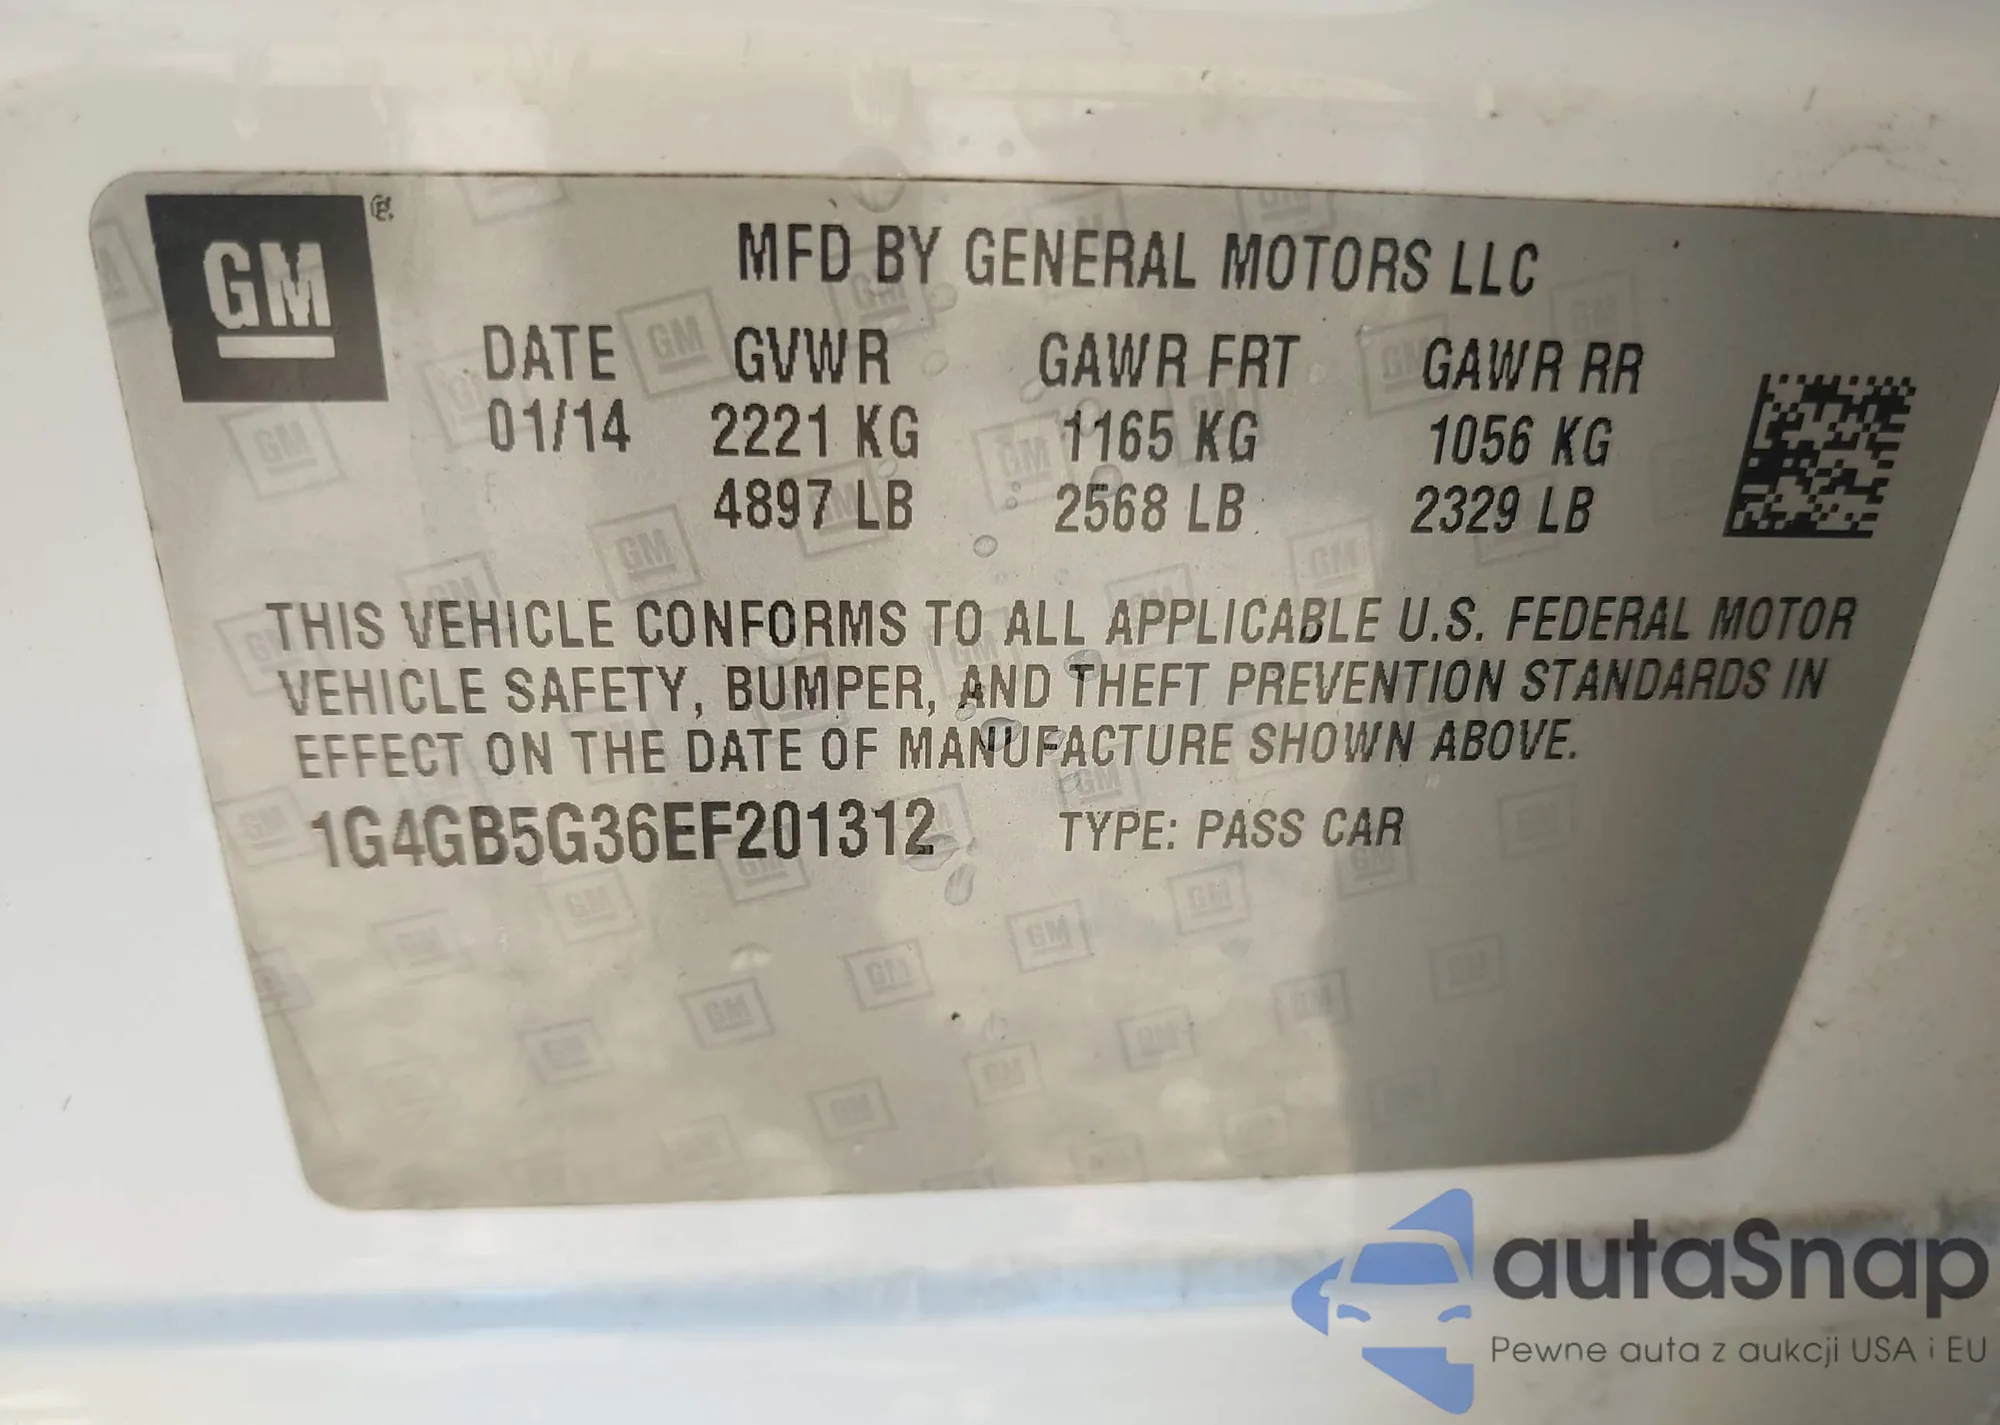 GM
MFD BY GENERAL MOTORS LLC
DATE GVWR GAWR FRT GAWR RR
01/14 2221 KG 1165 KG 1056 KG
4897 LB 2568 LB 2329 LB
THIS VEHICLE CONFORMS TO ALL APPLICABLE U.S. FEDERAL MOTOR
VEHICLE SAFETY, BUMPER, AND THEFT PREVENTION STANDARDS IN
EFFECT ON THE DATE OF MANUFACTURE SHOWN ABOVE.
1G4GB5G36EF201312 TYPE: PASS CAR
autaSnap
Pewne auta z aukcji USA i EU